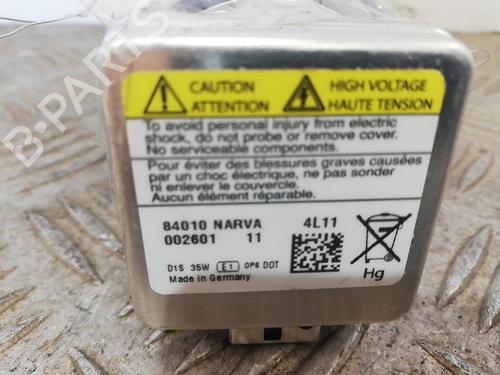 B-PARTS
CAUTION
ATTENTION
HIGH VOLTAGE
HAUTE TENSION
To avoid personal injury from electric
shock, do not probe or remove cover.
No serviceable components.
Pour éviter des blessures graves causées
par un choc électrique, ne pas sonder
ni enlever le couvercle.
Aucun élément réparable.
84010 NARVA 4L11
002601 11
D1S 35W E1 0P6 DOT
Made in Germany
Hg